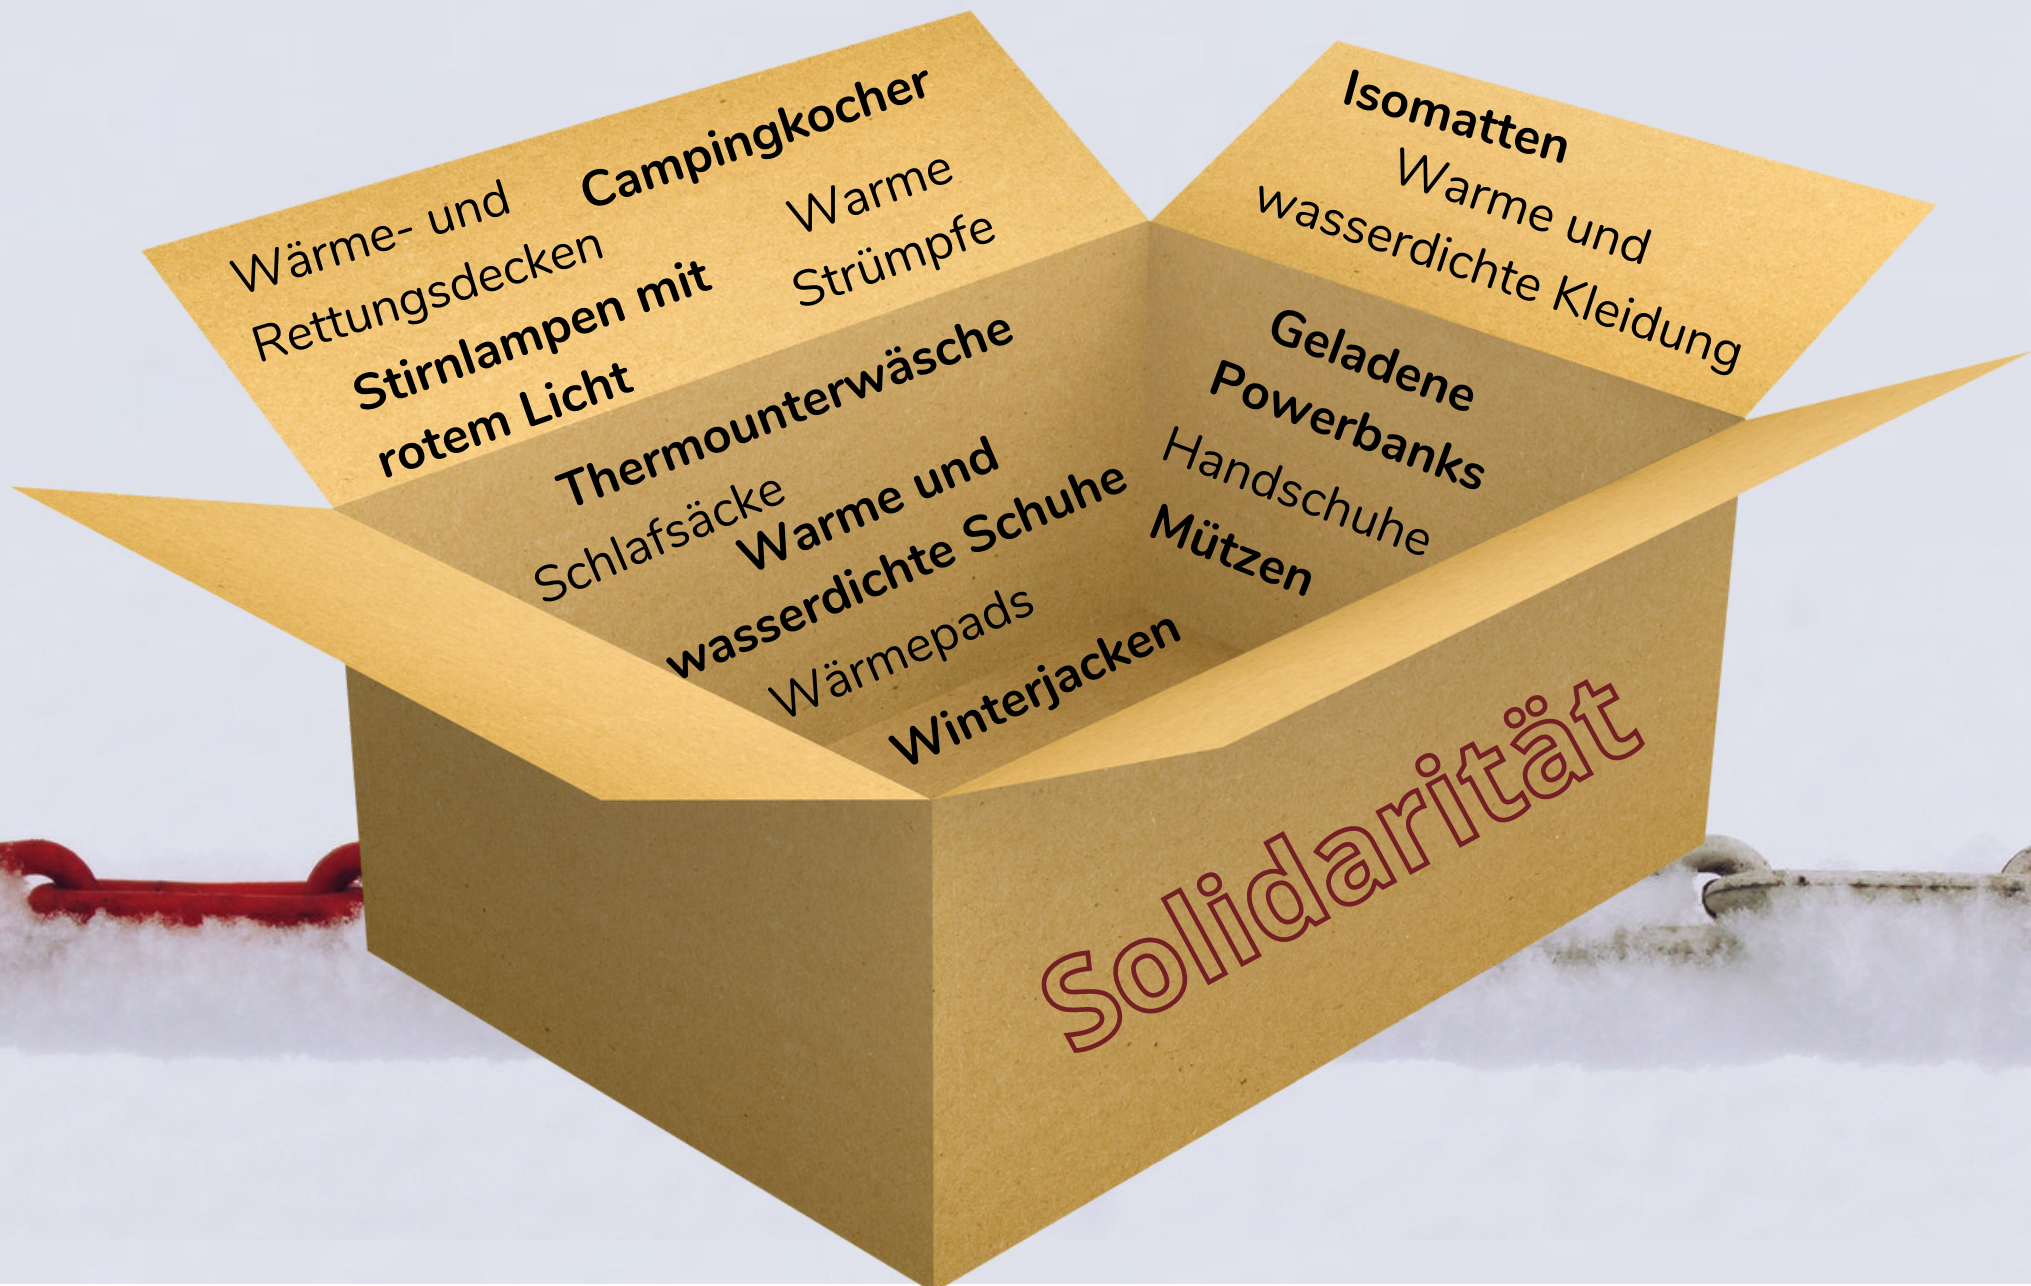 Campingkocher
Wärme- und
Rettungsdecken
Warme
Strümpfe
Stirnlampen mit
rotem Licht
Isomatten
Warme und
wasserdichte Kleidung
Thermounterwäsche
Schlafsäcke
Warme und
wasserdichte Schuhe
Wärmepads
Winterjacken
Geladene
Powerbanks
Handschuhe
Mützen
Solidarität